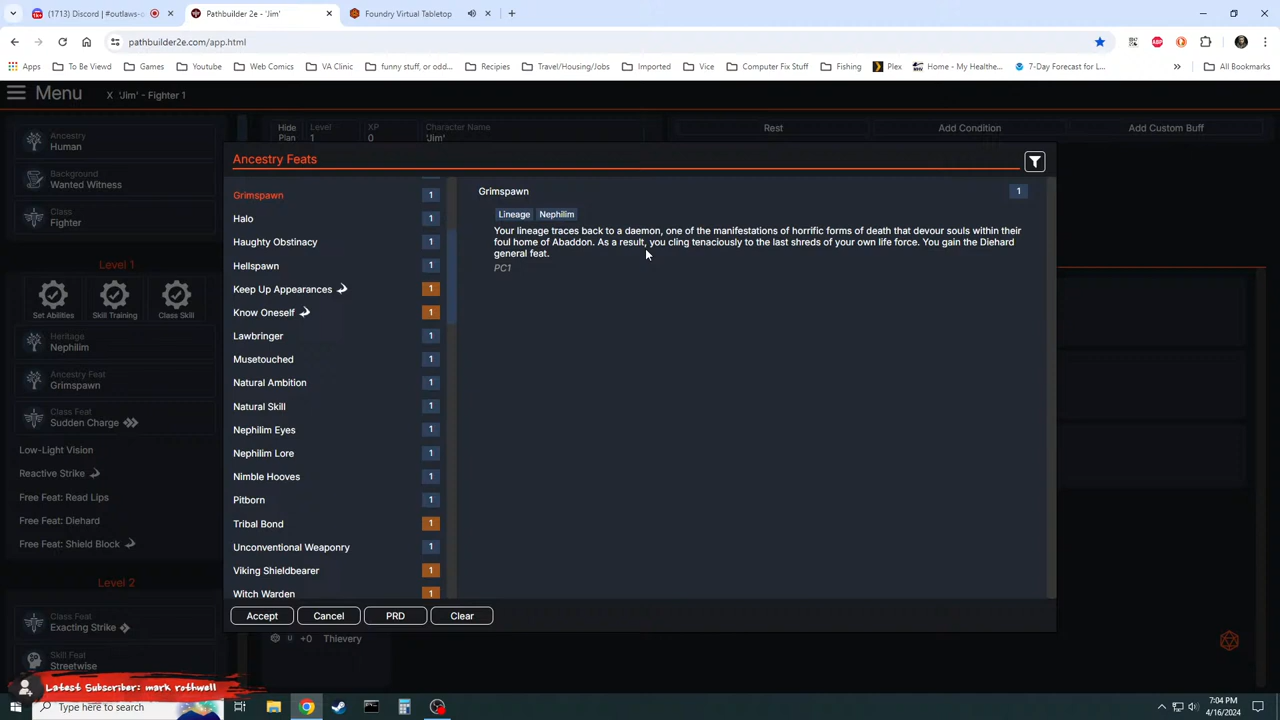 (1713) Discord | #outlaws-
Pathbuilder 2e - 'Jim'
Foundry Virtual Tabletop
pathbuilder2e.com/app.html
Apps
To Be Viewd
Games
Youtube
Web Comics
VA Clinic
funny stuff, or odd...
Recipies
Travel/Housing/Jobs
Imported
Vice
Computer Fix Stuff
Fishing
Plex
Home - My Healthe...
7-Day Forecast for L...
All Bookmarks
Menu
X 'Jim' - Fighter 1
Ancestry
Human
Background
Wanted Witness
Class
Fighter
Level 1
Set Abilities
Skill Training
Class Skill
Heritage
Nephilim
Ancestry Feat
Grimspawn
Class Feat
Sudden Charge
Low-Light Vision
Reactive Strike
Free Feat: Read Lips
Free Feat: Diehard
Free Feat: Shield Block
Level 2
Class Feat
Exacting Strike
Skill Feat
Streetwise
Hide
Plan
Level
1
XP
0
Character Name
'Jim'
Rest
Add Condition
Add Custom Buff
Ancestry Feats
Grimspawn 1
Halo 1
Haughty Obstinacy 1
Hellspawn 1
Keep Up Appearances 1
Know Oneself 1
Lawbringer 1
Musetouched 1
Natural Ambition 1
Natural Skill 1
Nephilim Eyes 1
Nephilim Lore 1
Nimble Hooves 1
Pitborn 1
Tribal Bond 1
Unconventional Weaponry 1
Viking Shieldbearer 1
Witch Warden 1
Grimspawn 1
Lineage Nephilim
Your lineage traces back to a daemon, one of the manifestations of horrific forms of death that devour souls within their
foul home of Abaddon. As a result, you cling tenaciously to the last shreds of your own life force. You gain the Diehard
general feat.
PC1
Accept
Cancel
PRD
Clear
U +0 Thievery
Latest Subscriber: mark rothwell
Type here to search
7:04 PM
4/16/2024